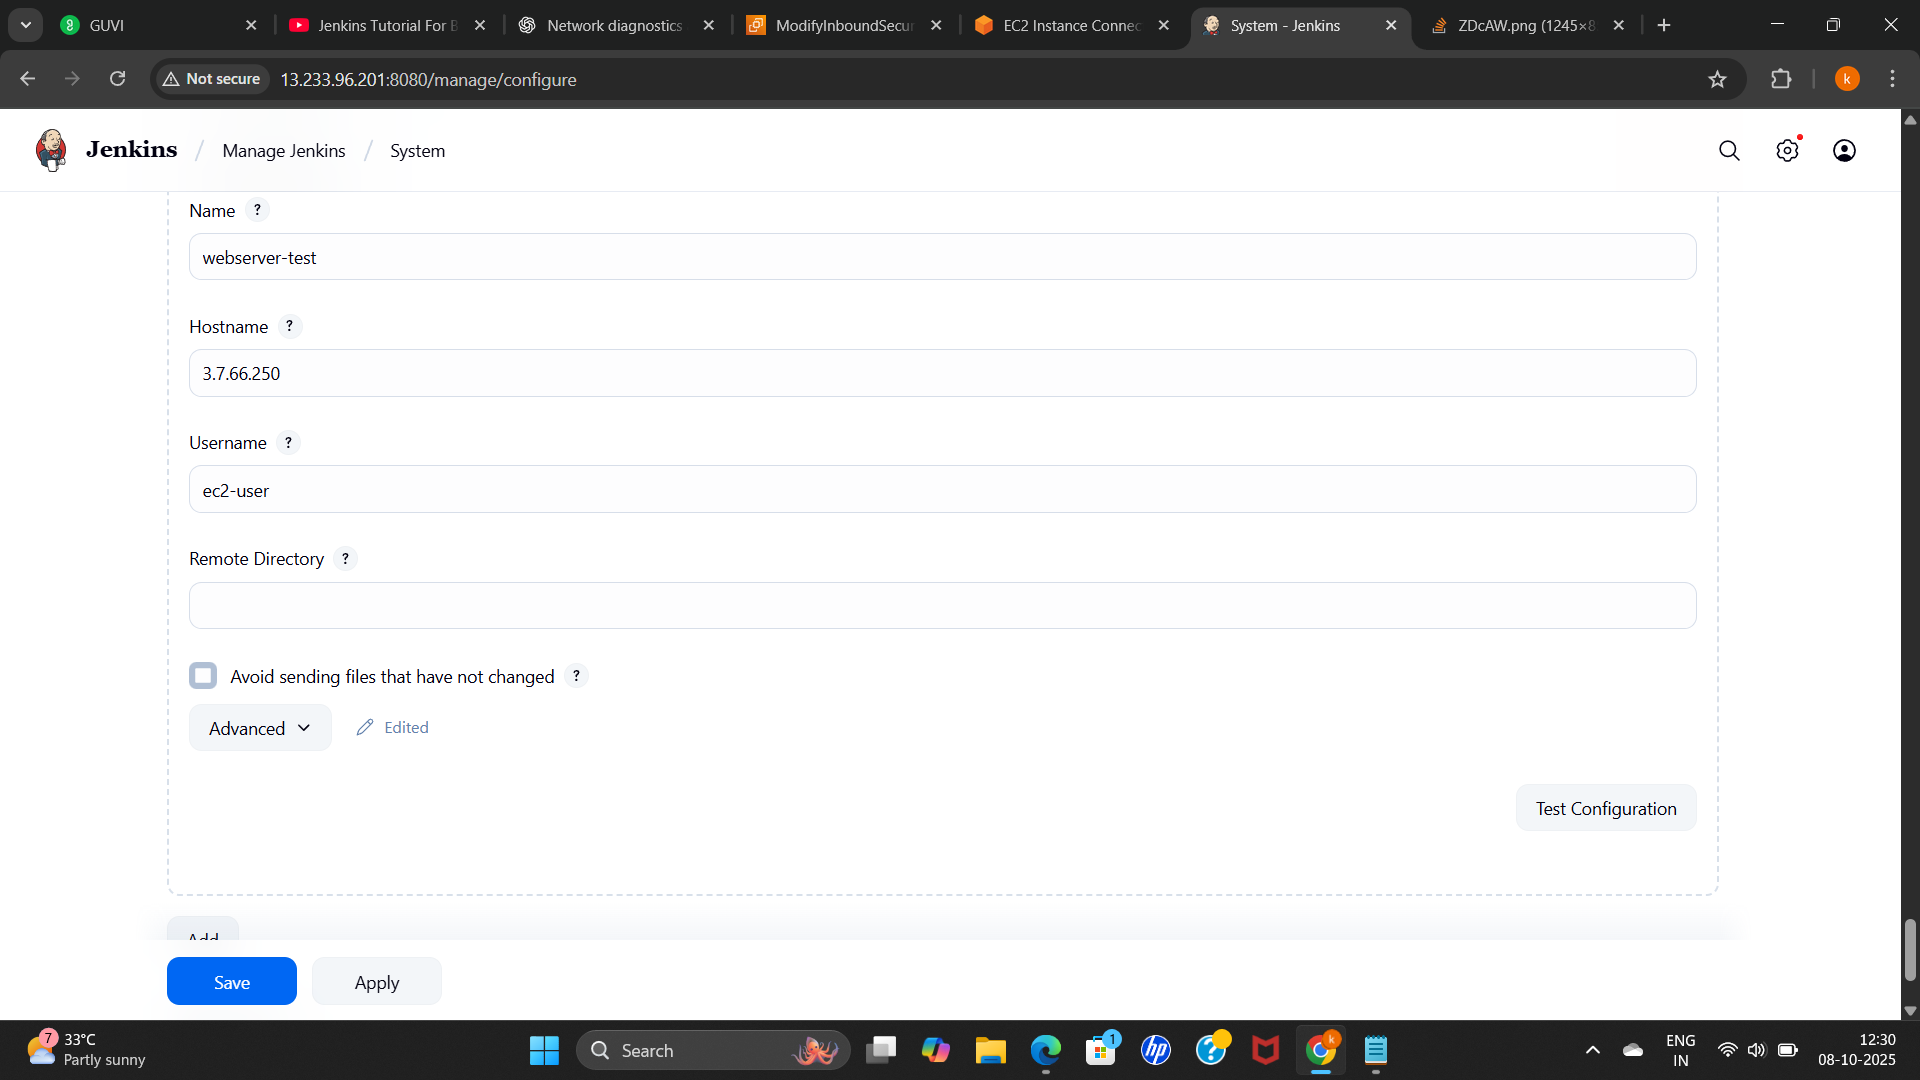 GUVI
Jenkins Tutorial For B
Network diagnostics
ModifyInboundSecur
EC2 Instance Connec
System - Jenkins
ZDcAW.png (1245×8
Not secure
13.233.96.201:8080/manage/configure
k
Jenkins / Manage Jenkins / System
Name ?
webserver-test
Hostname ?
3.7.66.250
Username ?
ec2-user
Remote Directory ?
Avoid sending files that have not changed ?
Advanced
Edited
Test Configuration
Add
Save
Apply
7
33°C
Partly sunny
Search
1
hp
?
k
ENG
IN
12:30
08-10-2025